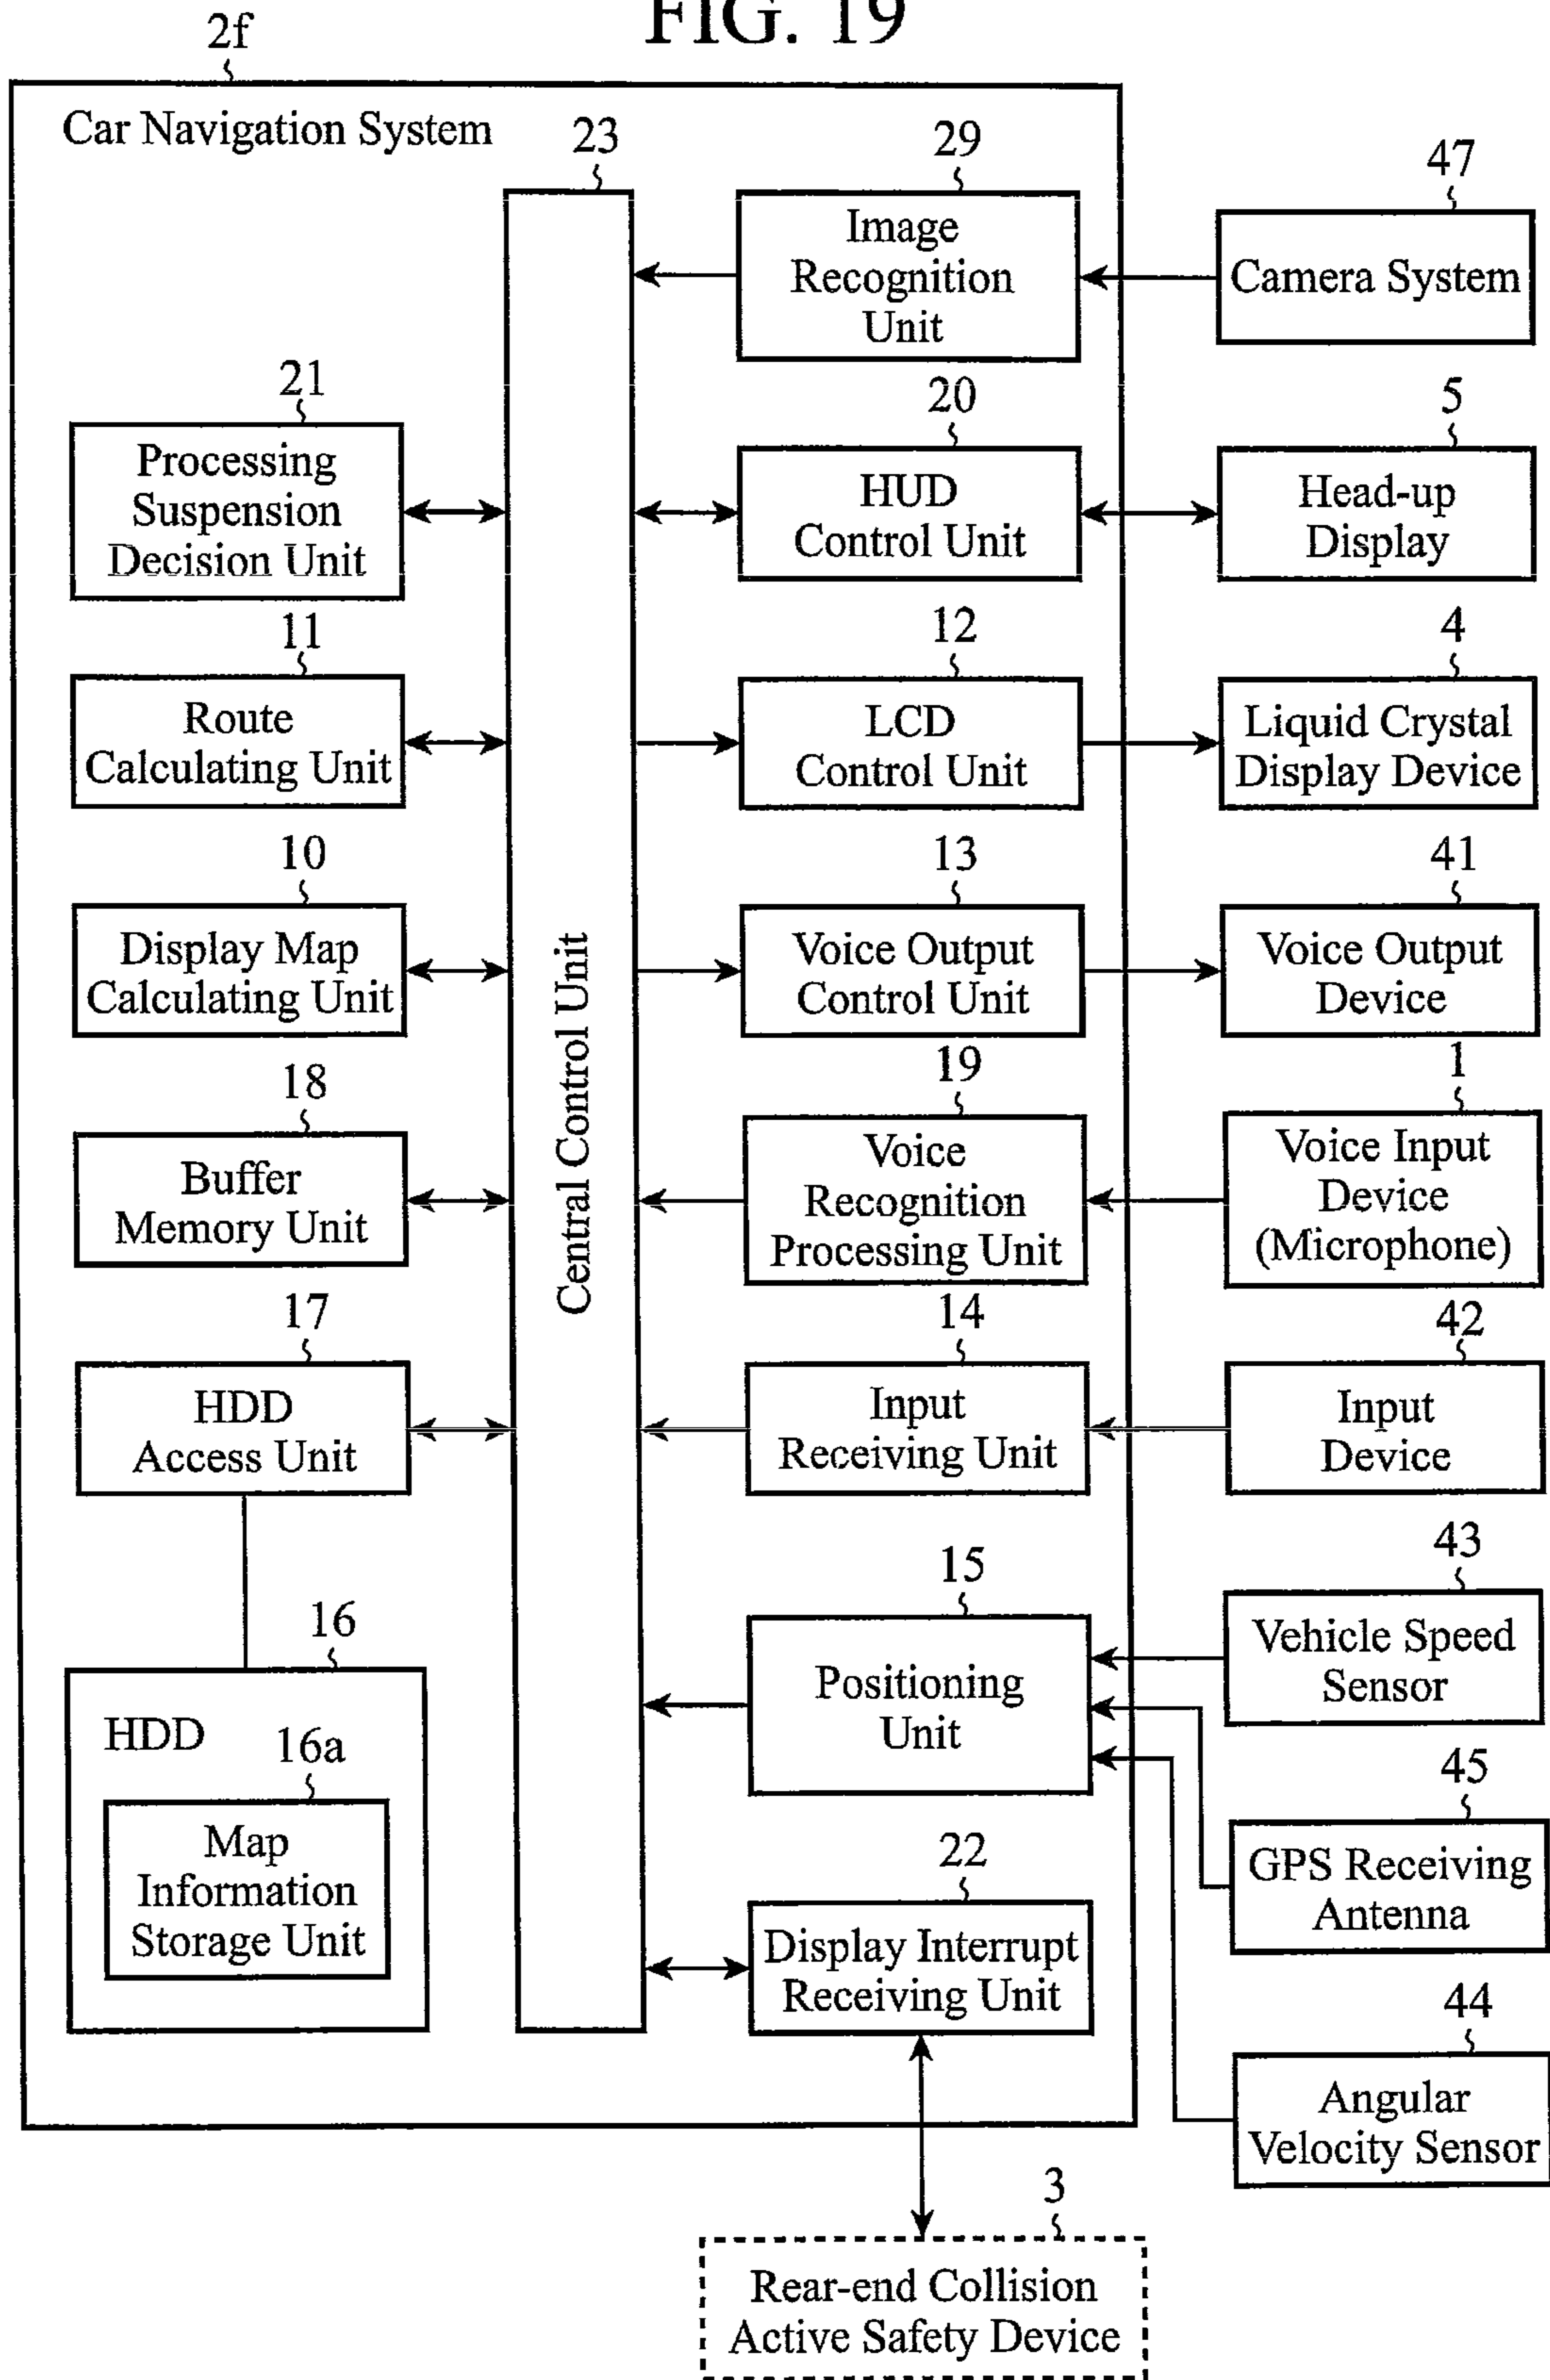 FIG. 19
2f
Car Navigation System
23
29
Image
Recognition
Unit
47
Camera System
21
Processing
Suspension
Decision Unit
20
HUD
Control Unit
5
Head-up
Display
11
Route
Calculating Unit
12
LCD
Control Unit
4
Liquid Crystal
Display Device
10
Display Map
Calculating Unit
Central Control Unit
13
Voice Output
Control Unit
41
Voice Output
Device
18
Buffer
Memory Unit
19
Voice
Recognition
Processing Unit
1
Voice Input
Device
(Microphone)
17
HDD
Access Unit
14
Input
Receiving Unit
42
Input
Device
16
HDD
16a
Map
Information
Storage Unit
15
Positioning
Unit
43
Vehicle Speed
Sensor
45
GPS Receiving
Antenna
22
Display Interrupt
Receiving Unit
44
Angular
Velocity Sensor
3
Rear-end Collision
Active Safety Device